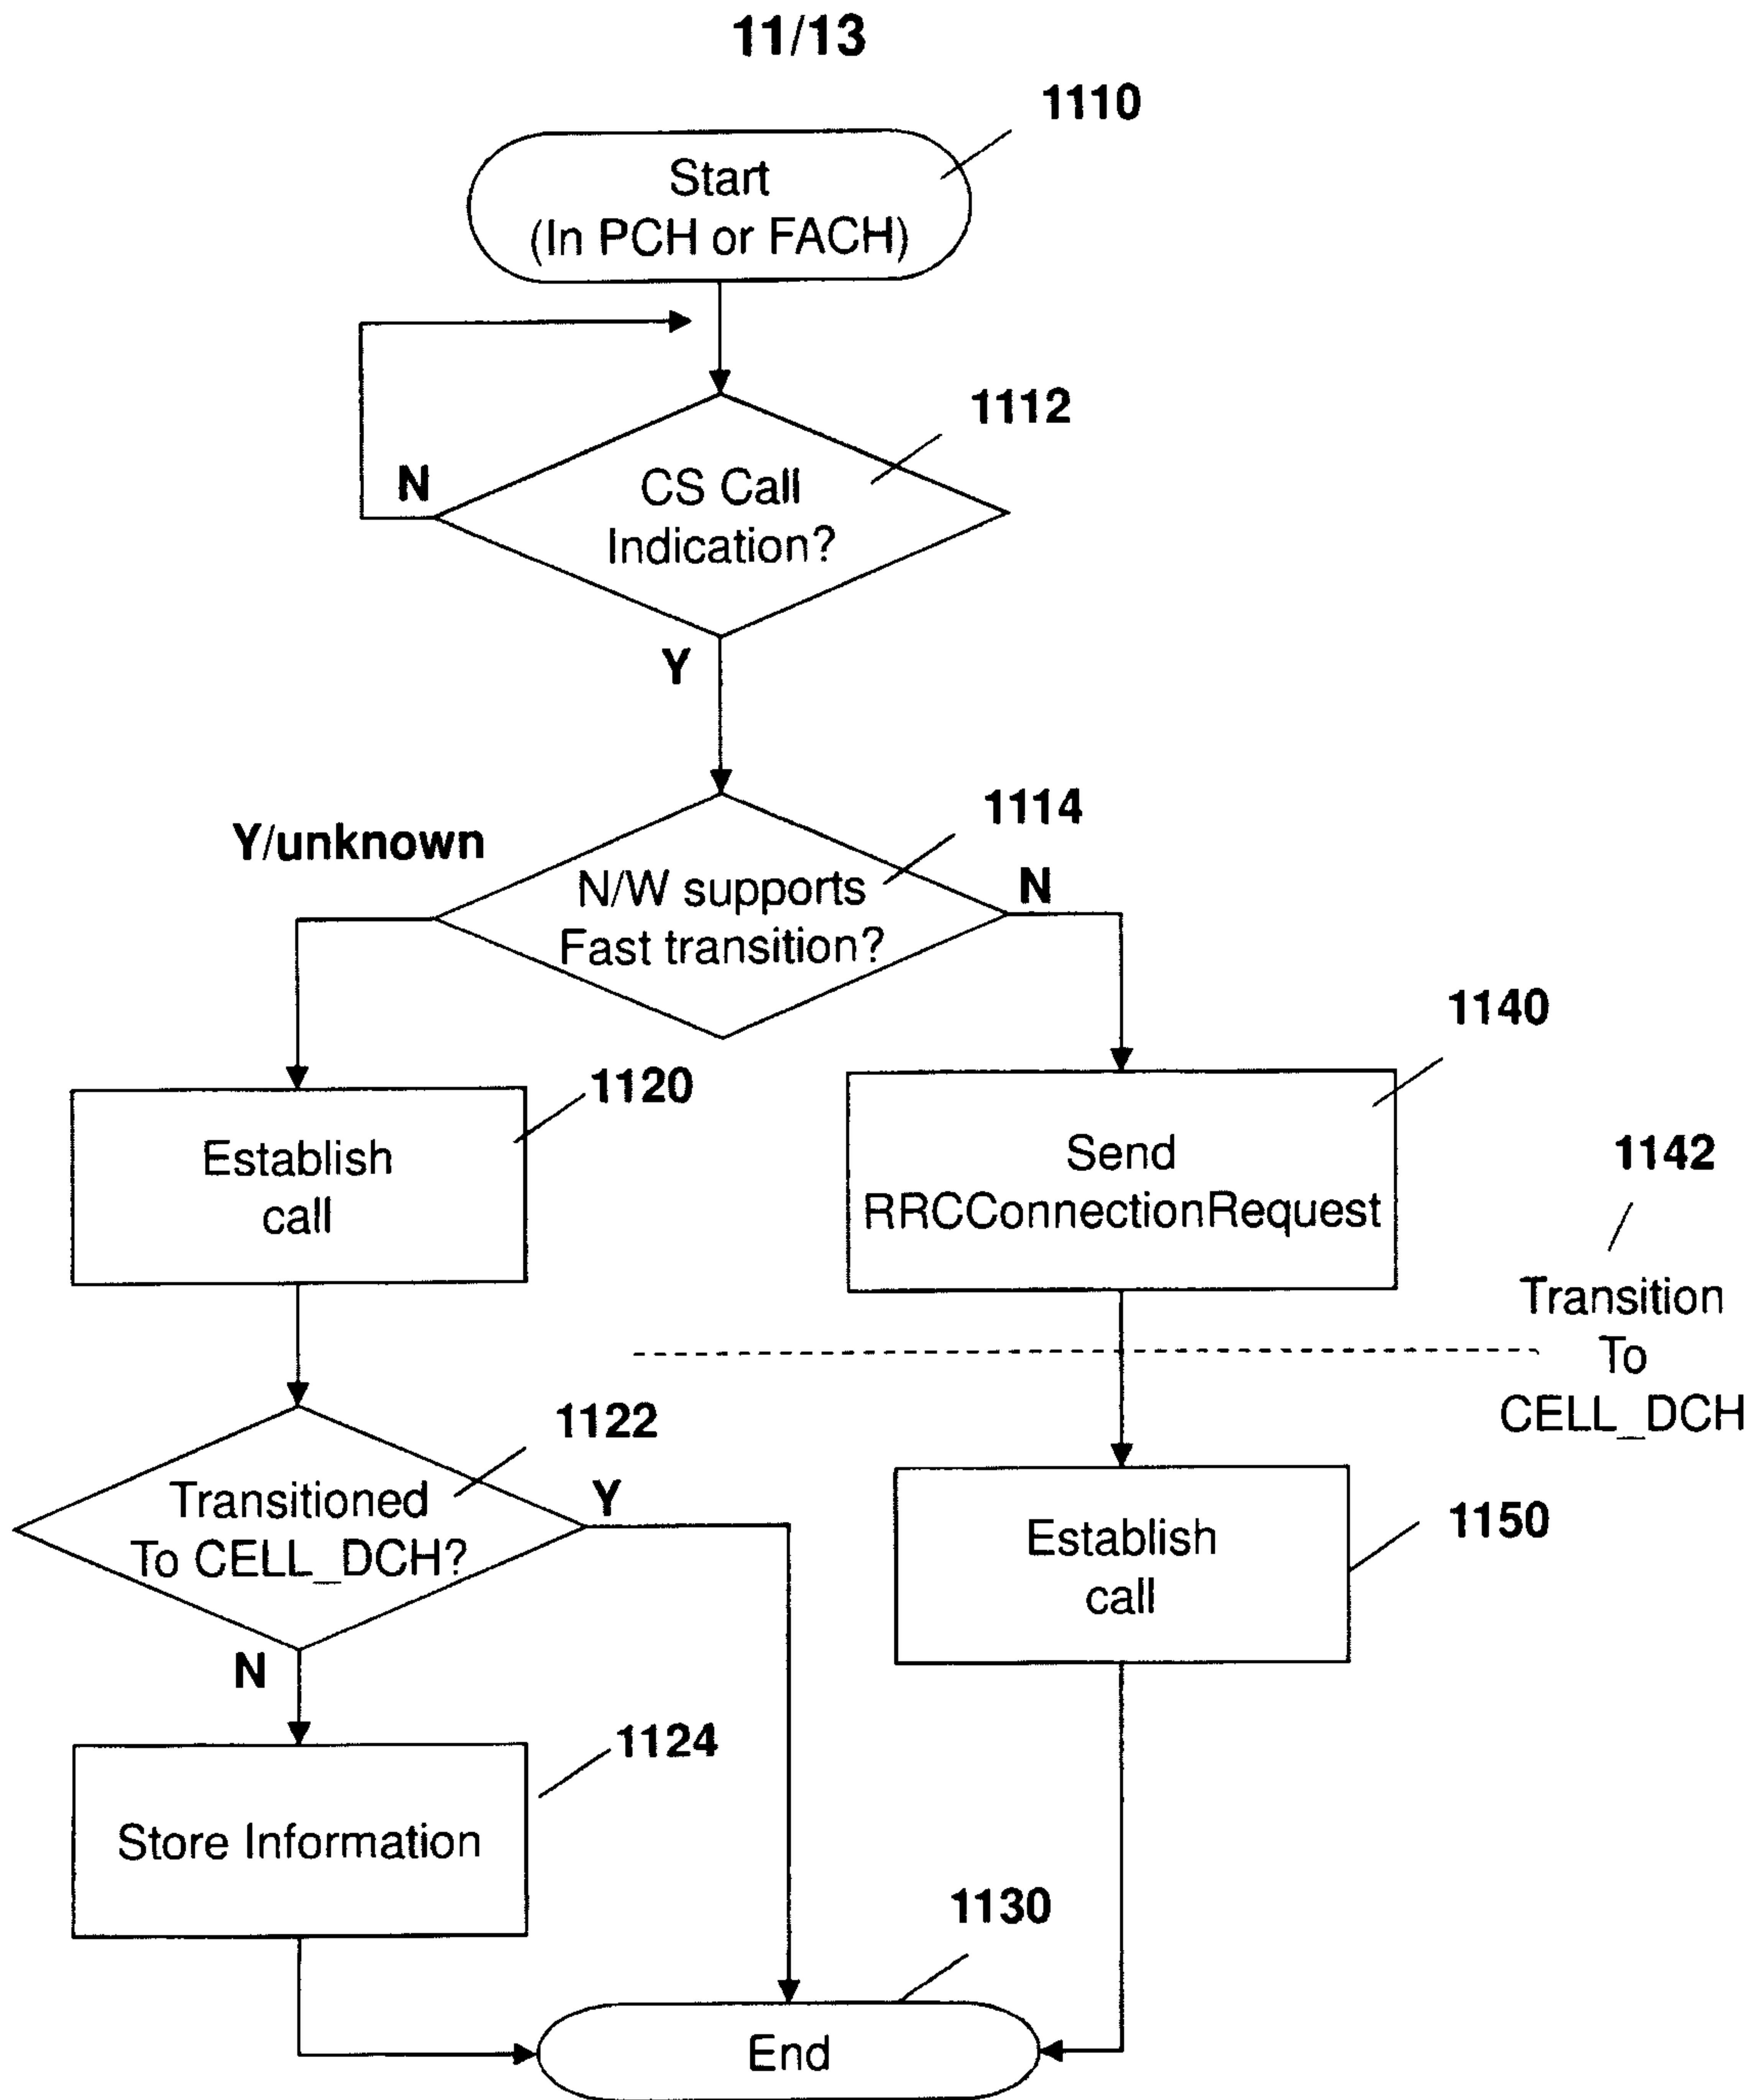 11/13
1110
Start
(In PCH or FACH)
1112
CS Call
Indication?
N
Y
1114
Y/unknown
N/W supports
Fast transition?
N
1140
1120
Establish
call
Send
RRCConnectionRequest
1142
Transition
To
CELL_DCH
1122
Transitioned
To CELL_DCH?
Y
N
Establish
call
1150
1124
Store Information
1130
End